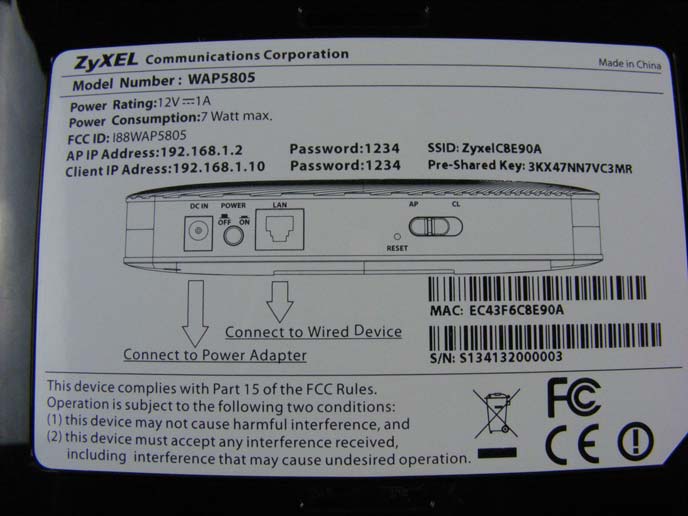 ZyXEL Communications Corporation
Made in China
Model Number : WAP5805
Power Rating:12V⎓1A
Power Consumption:7 Watt max.
FCC ID: I88WAP5805
AP IP Address:192.168.1.2 Password:1234 SSID: ZyxelC8E90A
Client IP Adress:192.168.1.10 Password:1234 Pre-Shared Key: 3KX47NN7VC3MR
DC IN POWER LAN AP CL
OFF ON
RESET
MAC: EC43F6C8E90A
Connect to Wired Device
Connect to Power Adapter
S/N: S134132000003
This device complies with Part 15 of the FCC Rules.
Operation is subject to the following two conditions:
(1) this device may not cause harmful interference, and
(2) this device must accept any interference received,
including interference that may cause undesired operation.
FC
CE